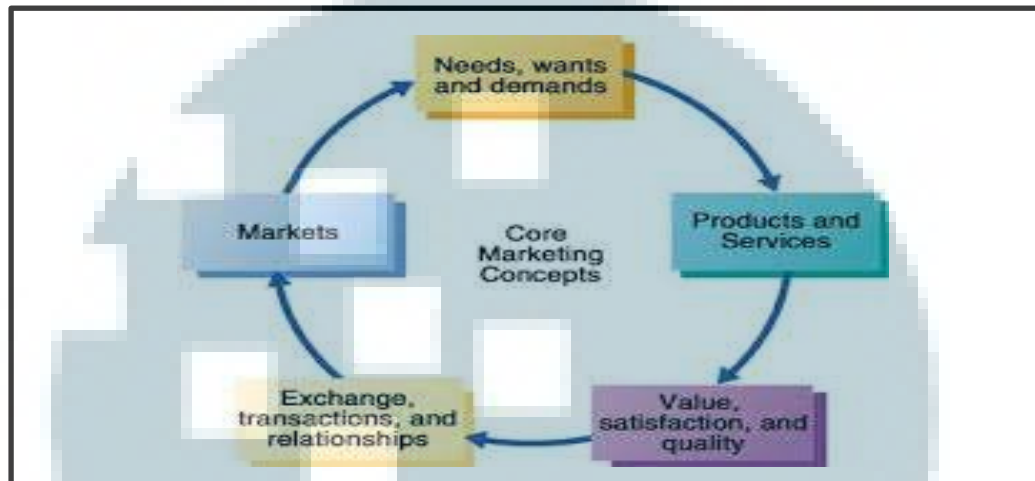 Needs, wants
and demands
Products and
Services
Value,
satisfaction, and
quality
Exchange,
transactions, and
relationships
Markets
Core
Marketing
Concepts